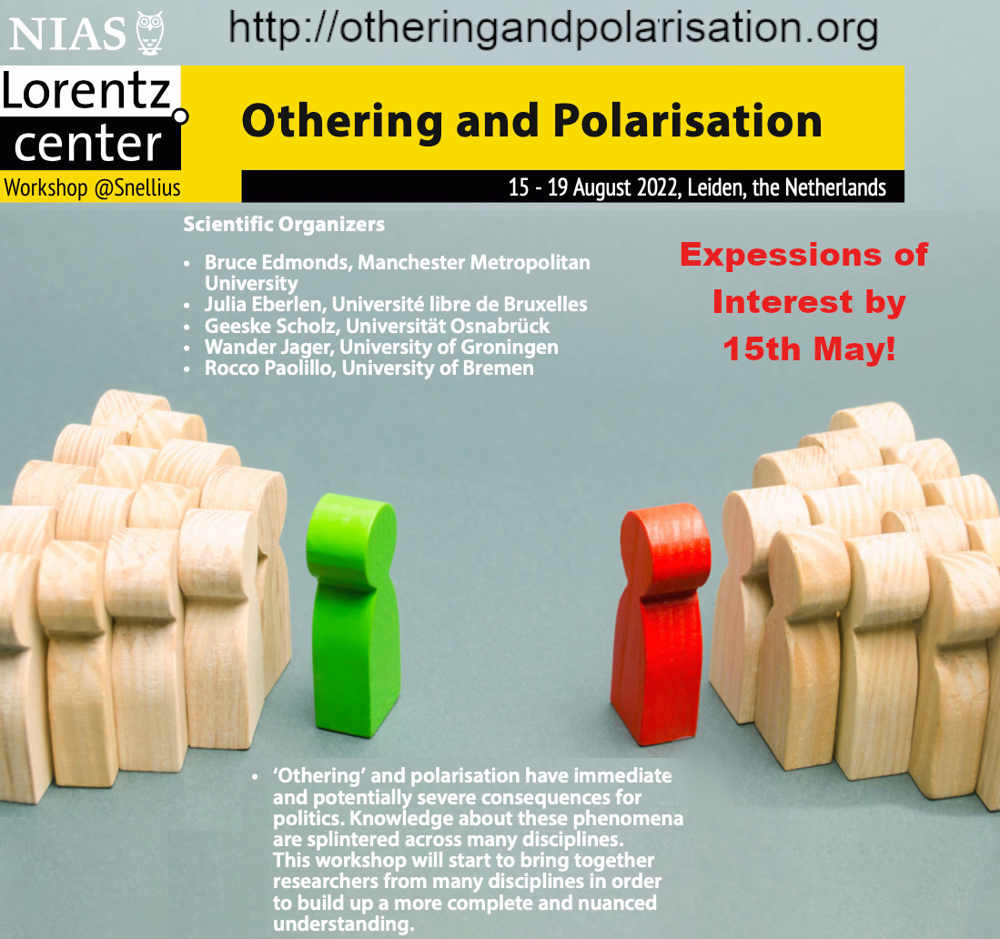 NIAS
http://otheringandpolarisation.org
Lorentz
center
Workshop @Snellius
Othering and Polarisation
15 - 19 August 2022, Leiden, the Netherlands
Scientific Organizers
• Bruce Edmonds, Manchester Metropolitan
University
• Julia Eberlen, Université libre de Bruxelles
• Geeske Scholz, Universität Osnabrück
• Wander Jager, University of Groningen
• Rocco Paolillo, University of Bremen
Expessions of
Interest by
15th May!
• ‘Othering’ and polarisation have immediate
and potentially severe consequences for
politics. Knowledge about these phenomena
are splintered across many disciplines.
This workshop will start to bring together
researchers from many disciplines in order
to build up a more complete and nuanced
understanding.